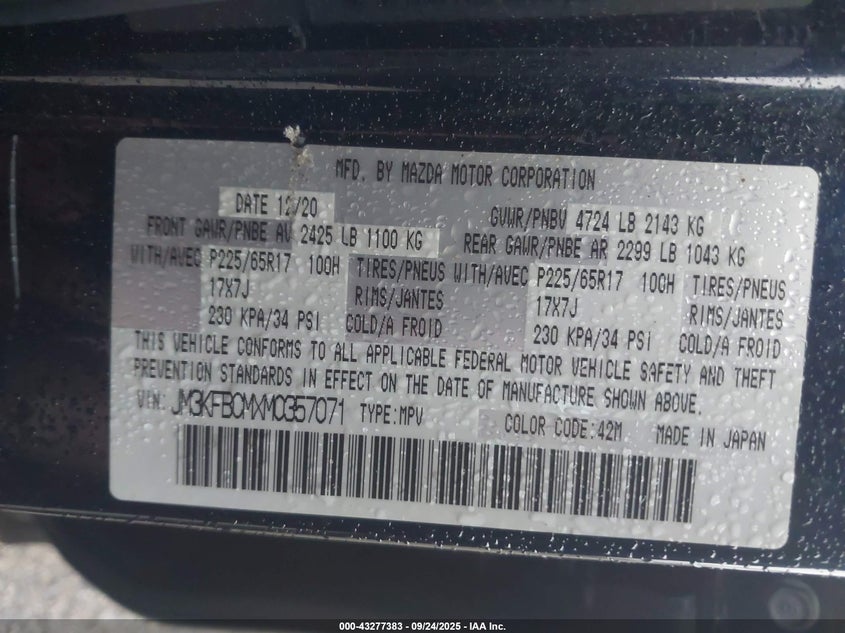 MFD. BY MAZDA MOTOR CORPORATION
DATE 12/20 GVWR/PNBV 4724 LB 2143 KG
FRONT GAWR/PNBE AV 2425 LB 1100 KG REAR GAWR/PNBE AR 2299 LB 1043 KG
WITH/AVEC P225/65R17 100H TIRES/PNEUS WITH/AVEC P225/65R17 100H TIRES/PNEUS
17X7J RIMS/JANTES 17X7J RIMS/JANTES
230 KPA/34 PSI COLD/A FROID 230 KPA/34 PSI COLD/A FROID
THIS VEHICLE CONFORMS TO ALL APPLICABLE FEDERAL MOTOR VEHICLE SAFETY AND THEFT
PREVENTION STANDARDS IN EFFECT ON THE DATE OF MANUFACTURE SHOWN ABOVE.
VIN: JM3KFBCMXM0357071 TYPE:MPV COLOR CODE:42M MADE IN JAPAN
000-43277383 - 09/24/2025 - IAA Inc.